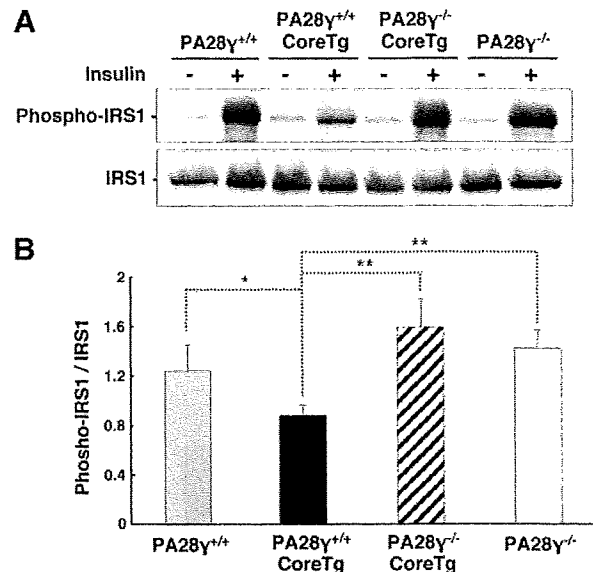 A
PA28γ+/+
PA28γ+/+ CoreTg
PA28γ-/- CoreTg
PA28γ-/-
Insulin - + - + - + - +
Phospho-IRS1
IRS1
B
Phosho-IRS1 / IRS1
2
1.6
1.2
0.8
0.4
0
*
**
**
PA28γ+/+
PA28γ+/+ CoreTg
PA28γ-/- CoreTg
PA28γ-/-